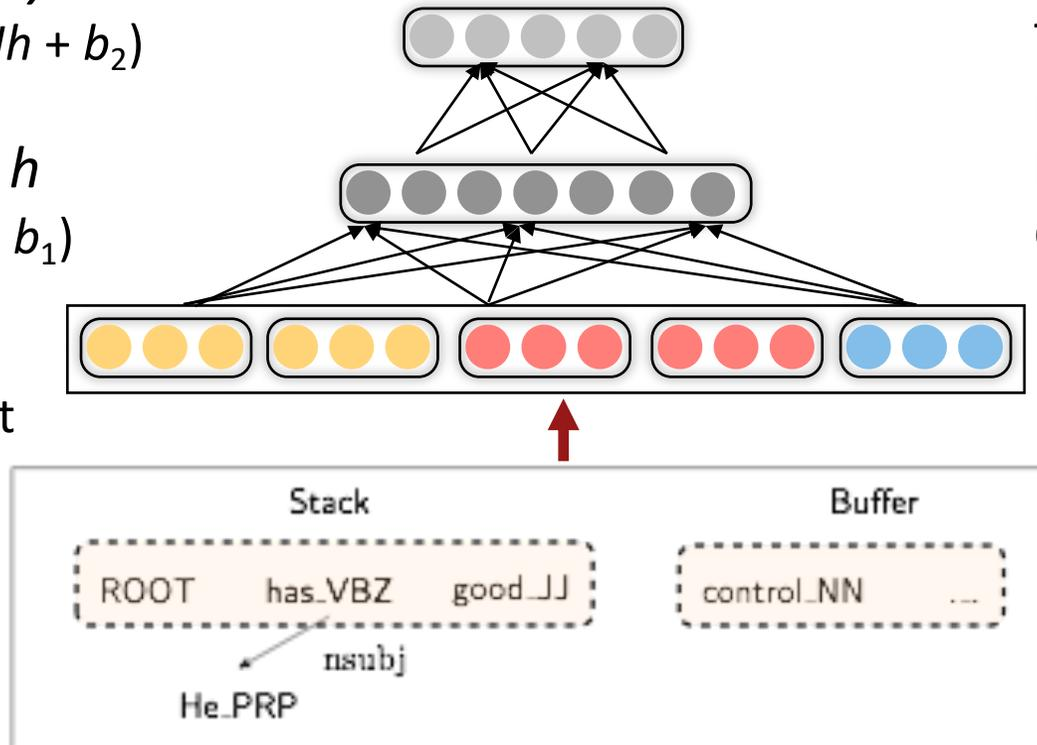 h + b2)
h
b1)
t
Stack Buffer
ROOT has_VBZ good_JJ control_NN ...
nsubj
He_PRP